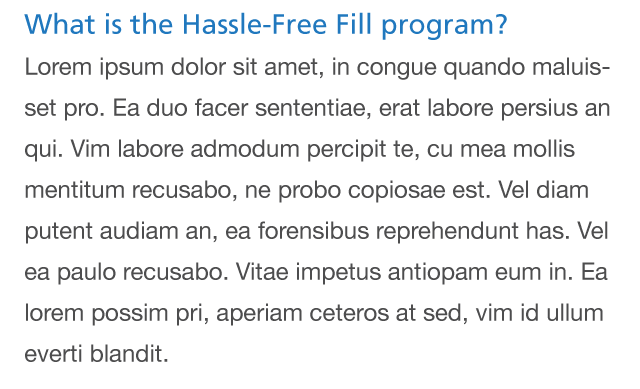 What is the Hassle-Free Fill program?
Lorem ipsum dolor sit amet, in congue quando maluis-
set pro. Ea duo facer sententiae, erat labore persius an
qui. Vim labore admodum percipit te, cu mea mollis
mentitum recusabo, ne probo copiosae est. Vel diam
putent audiam an, ea forensibus reprehendunt has. Vel
ea paulo recusabo. Vitae impetus antiopam eum in. Ea
lorem possim pri, aperiam ceteros at sed, vim id ullum
everti blandit.